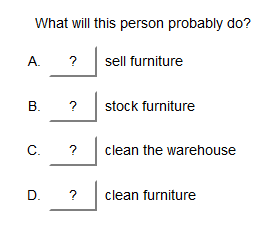 What will this person probably do?
A. ? sell furniture
B. ? stock furniture
C. ? clean the warehouse
D. ? clean furniture